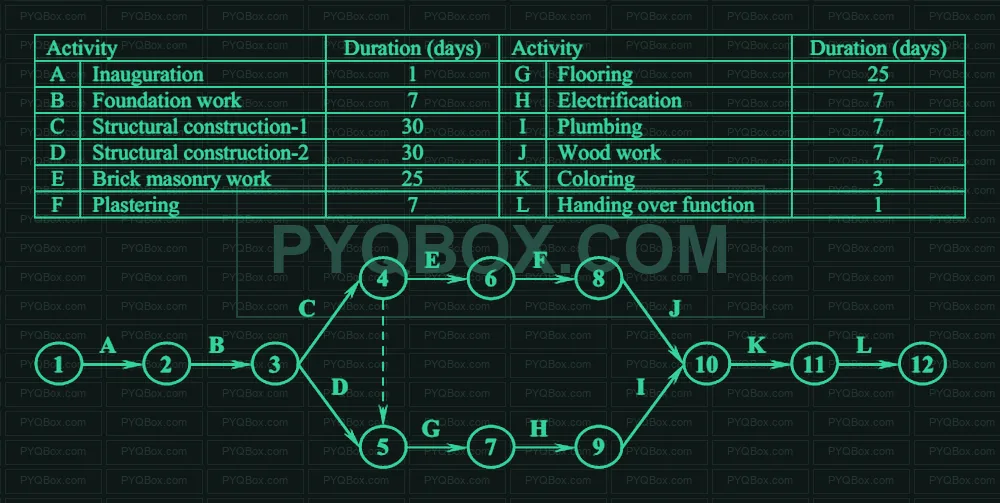 Activity Duration (days) Activity Duration (days)
A Inauguration 1 G Flooring 25
B Foundation work 7 H Electrification 7
C Structural construction-1 30 I Plumbing 7
D Structural construction-2 30 J Wood work 7
E Brick masonry work 25 K Coloring 3
F Plastering 7 L Handing over function 1
PYQBOX.COM
4 E 6 F 8
C J
1 A 2 B 3 10 K 11 L 12
D I
5 G 7 H 9